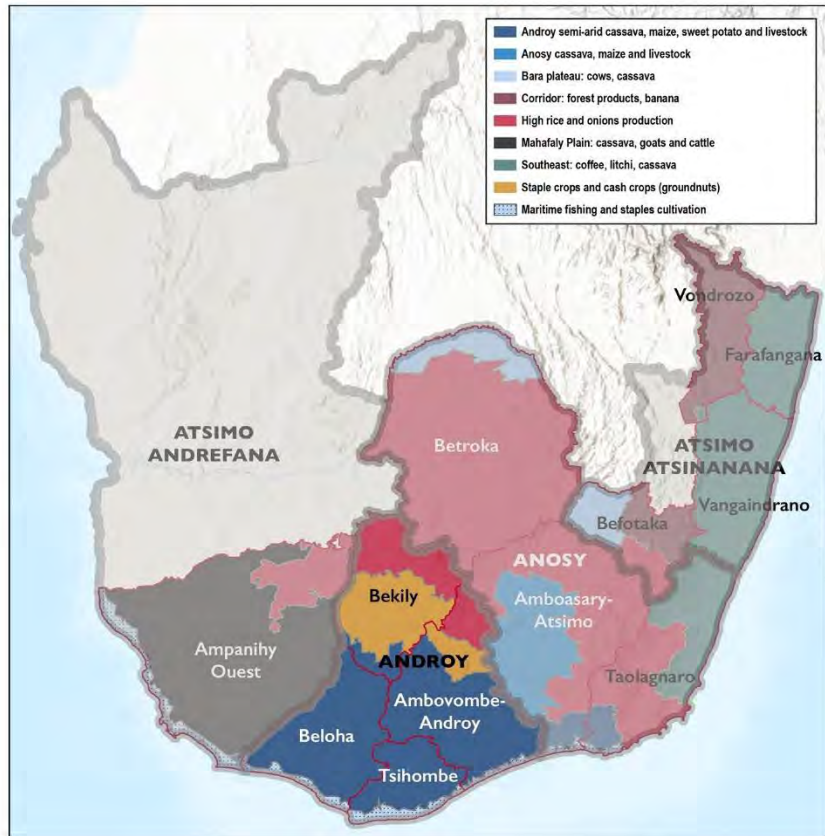 Androy semi-arid cassava, maize, sweet potato and livestock
Anosy cassava, maize and livestock
Bara plateau: cows, cassava
Corridor: forest products, banana
High rice and onions production
Mahafaly Plain: cassava, goats and cattle
Southeast: coffee, litchi, cassava
Staple crops and cash crops (groundnuts)
Maritime fishing and staples cultivation
Vondrozo
Farafangana
ATSIMO
ANDREFANA
Betroka
ATSIMO
ATSINANANA
Vangaindrano
Befotaka
ANOSY
Bekily
Amboasary-
Atsimo
Ampanihy
Ouest
ANDROY
Taolagnaro
Ambovombe-
Androy
Beloha
Tsihombe